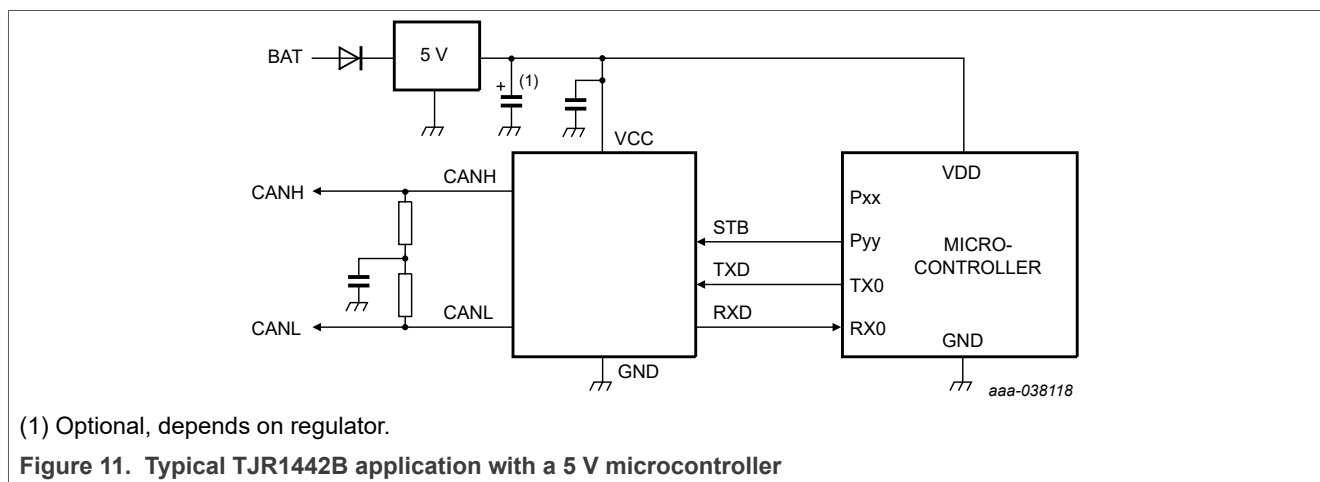 BAT
5 V
+
(1)
VCC
CANH
CANH
CANL
CANL
GND
STB
TXD
RXD
VDD
Pxx
Pyy
MICRO-
CONTROLLER
TX0
RX0
GND
aaa-038118
(1) Optional, depends on regulator.
Figure 11. Typical TJR1442B application with a 5 V microcontroller